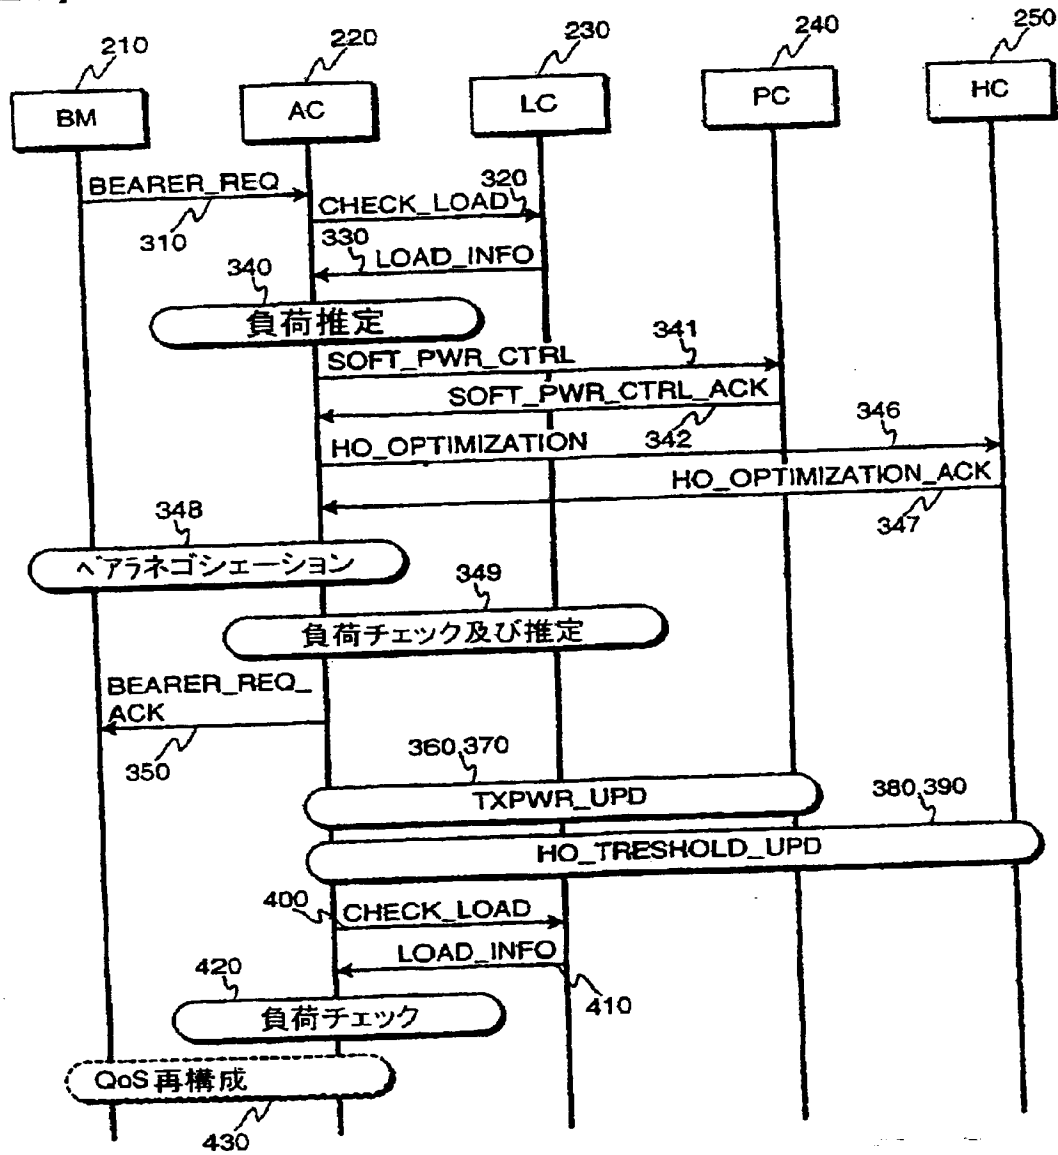 210
220
230
240
250
BM
AC
LC
PC
HC
BEARER_REQ
310
CHECK_LOAD
320
330
LOAD_INFO
340
負荷推定
SOFT_PWR_CTRL
341
SOFT_PWR_CTRL_ACK
342
HO_OPTIMIZATION
346
HO_OPTIMIZATION_ACK
347
348
ベアラネゴシェーション
349
負荷チェック及び推定
BEARER_REQ_
ACK
350
360,370
TXPWR_UPD
380,390
HO_TRESHOLD_UPD
400
CHECK_LOAD
LOAD_INFO
410
420
負荷チェック
QoS再構成
430